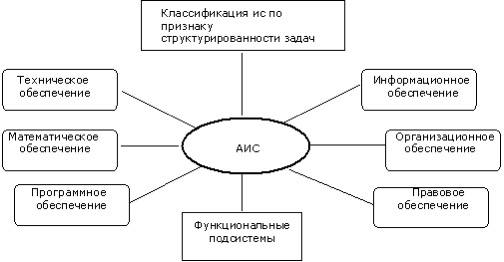 Классификация ис по
признаку
структурированности задач
Техническое
обеспечение
Информационное
обеспечение
Математическое
обеспечение
АИС
Организационное
обеспечение
Программное
обеспечение
Правовое
обеспечение
Функциональные
подсистемы